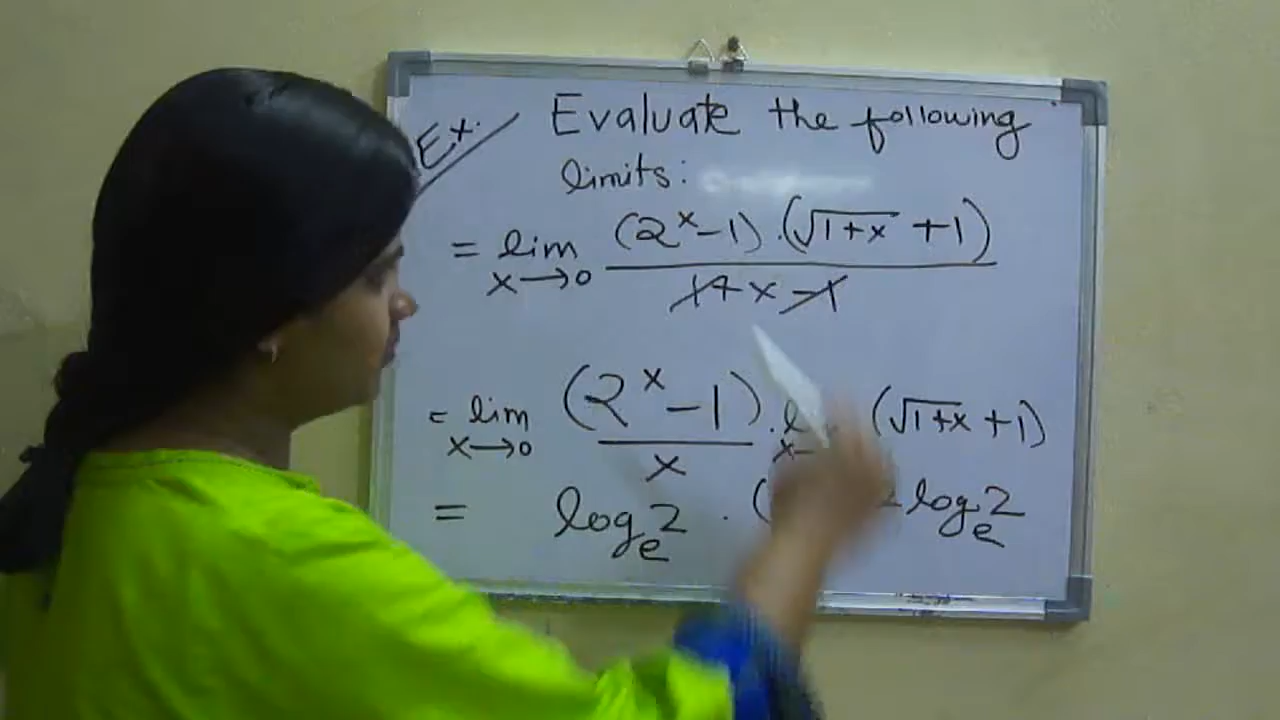 Ex. Evaluate the following
limits:
= lim x→0 (2^x-1).(√1+x +1) / 1+x-1
= lim x→0 (2^x-1) / x . (√1+x +1)
= log_e 2 . ( log_e 2